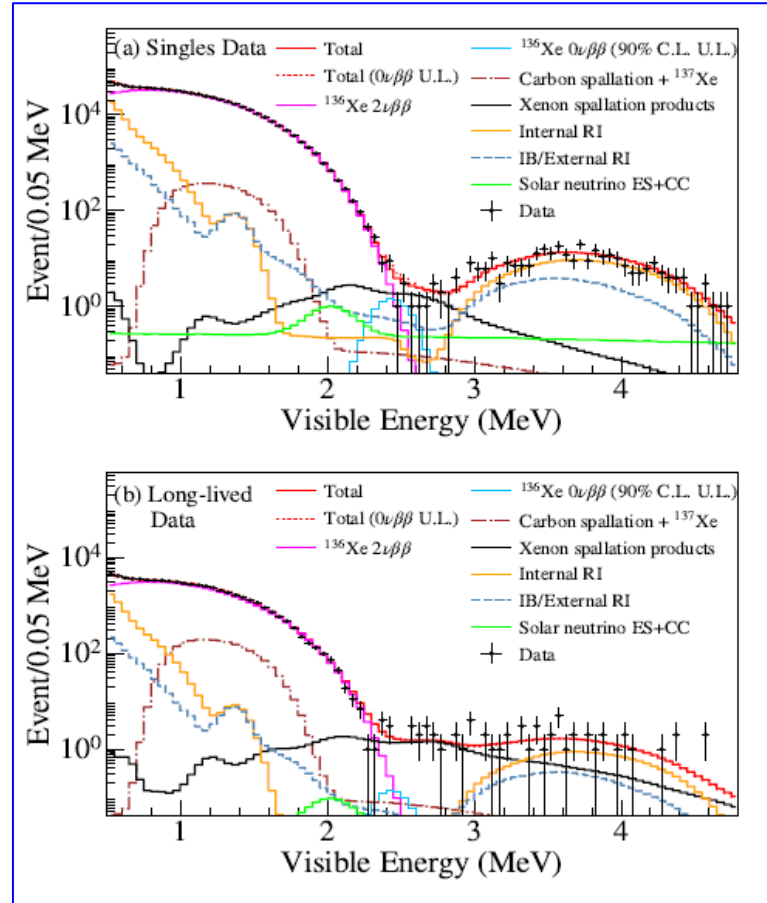 (a) Singles Data
Total
Total (0νββ U.L.)
¹³⁶Xe 2νββ
¹³⁶Xe 0νββ (90% C.L. U.L.)
Carbon spallation + ¹³⁷Xe
Xenon spallation products
Internal RI
IB/External RI
Solar neutrino ES+CC
Data
Event/0.05 MeV
10⁴
10²
10⁰
1 2 3 4
Visible Energy (MeV)
(b) Long-lived
Data
Total
Total (0νββ U.L.)
¹³⁶Xe 2νββ
¹³⁶Xe 0νββ (90% C.L. U.L.)
Carbon spallation + ¹³⁷Xe
Xenon spallation products
Internal RI
IB/External RI
Solar neutrino ES+CC
Data
Event/0.05 MeV
10⁴
10²
10⁰
1 2 3 4
Visible Energy (MeV)